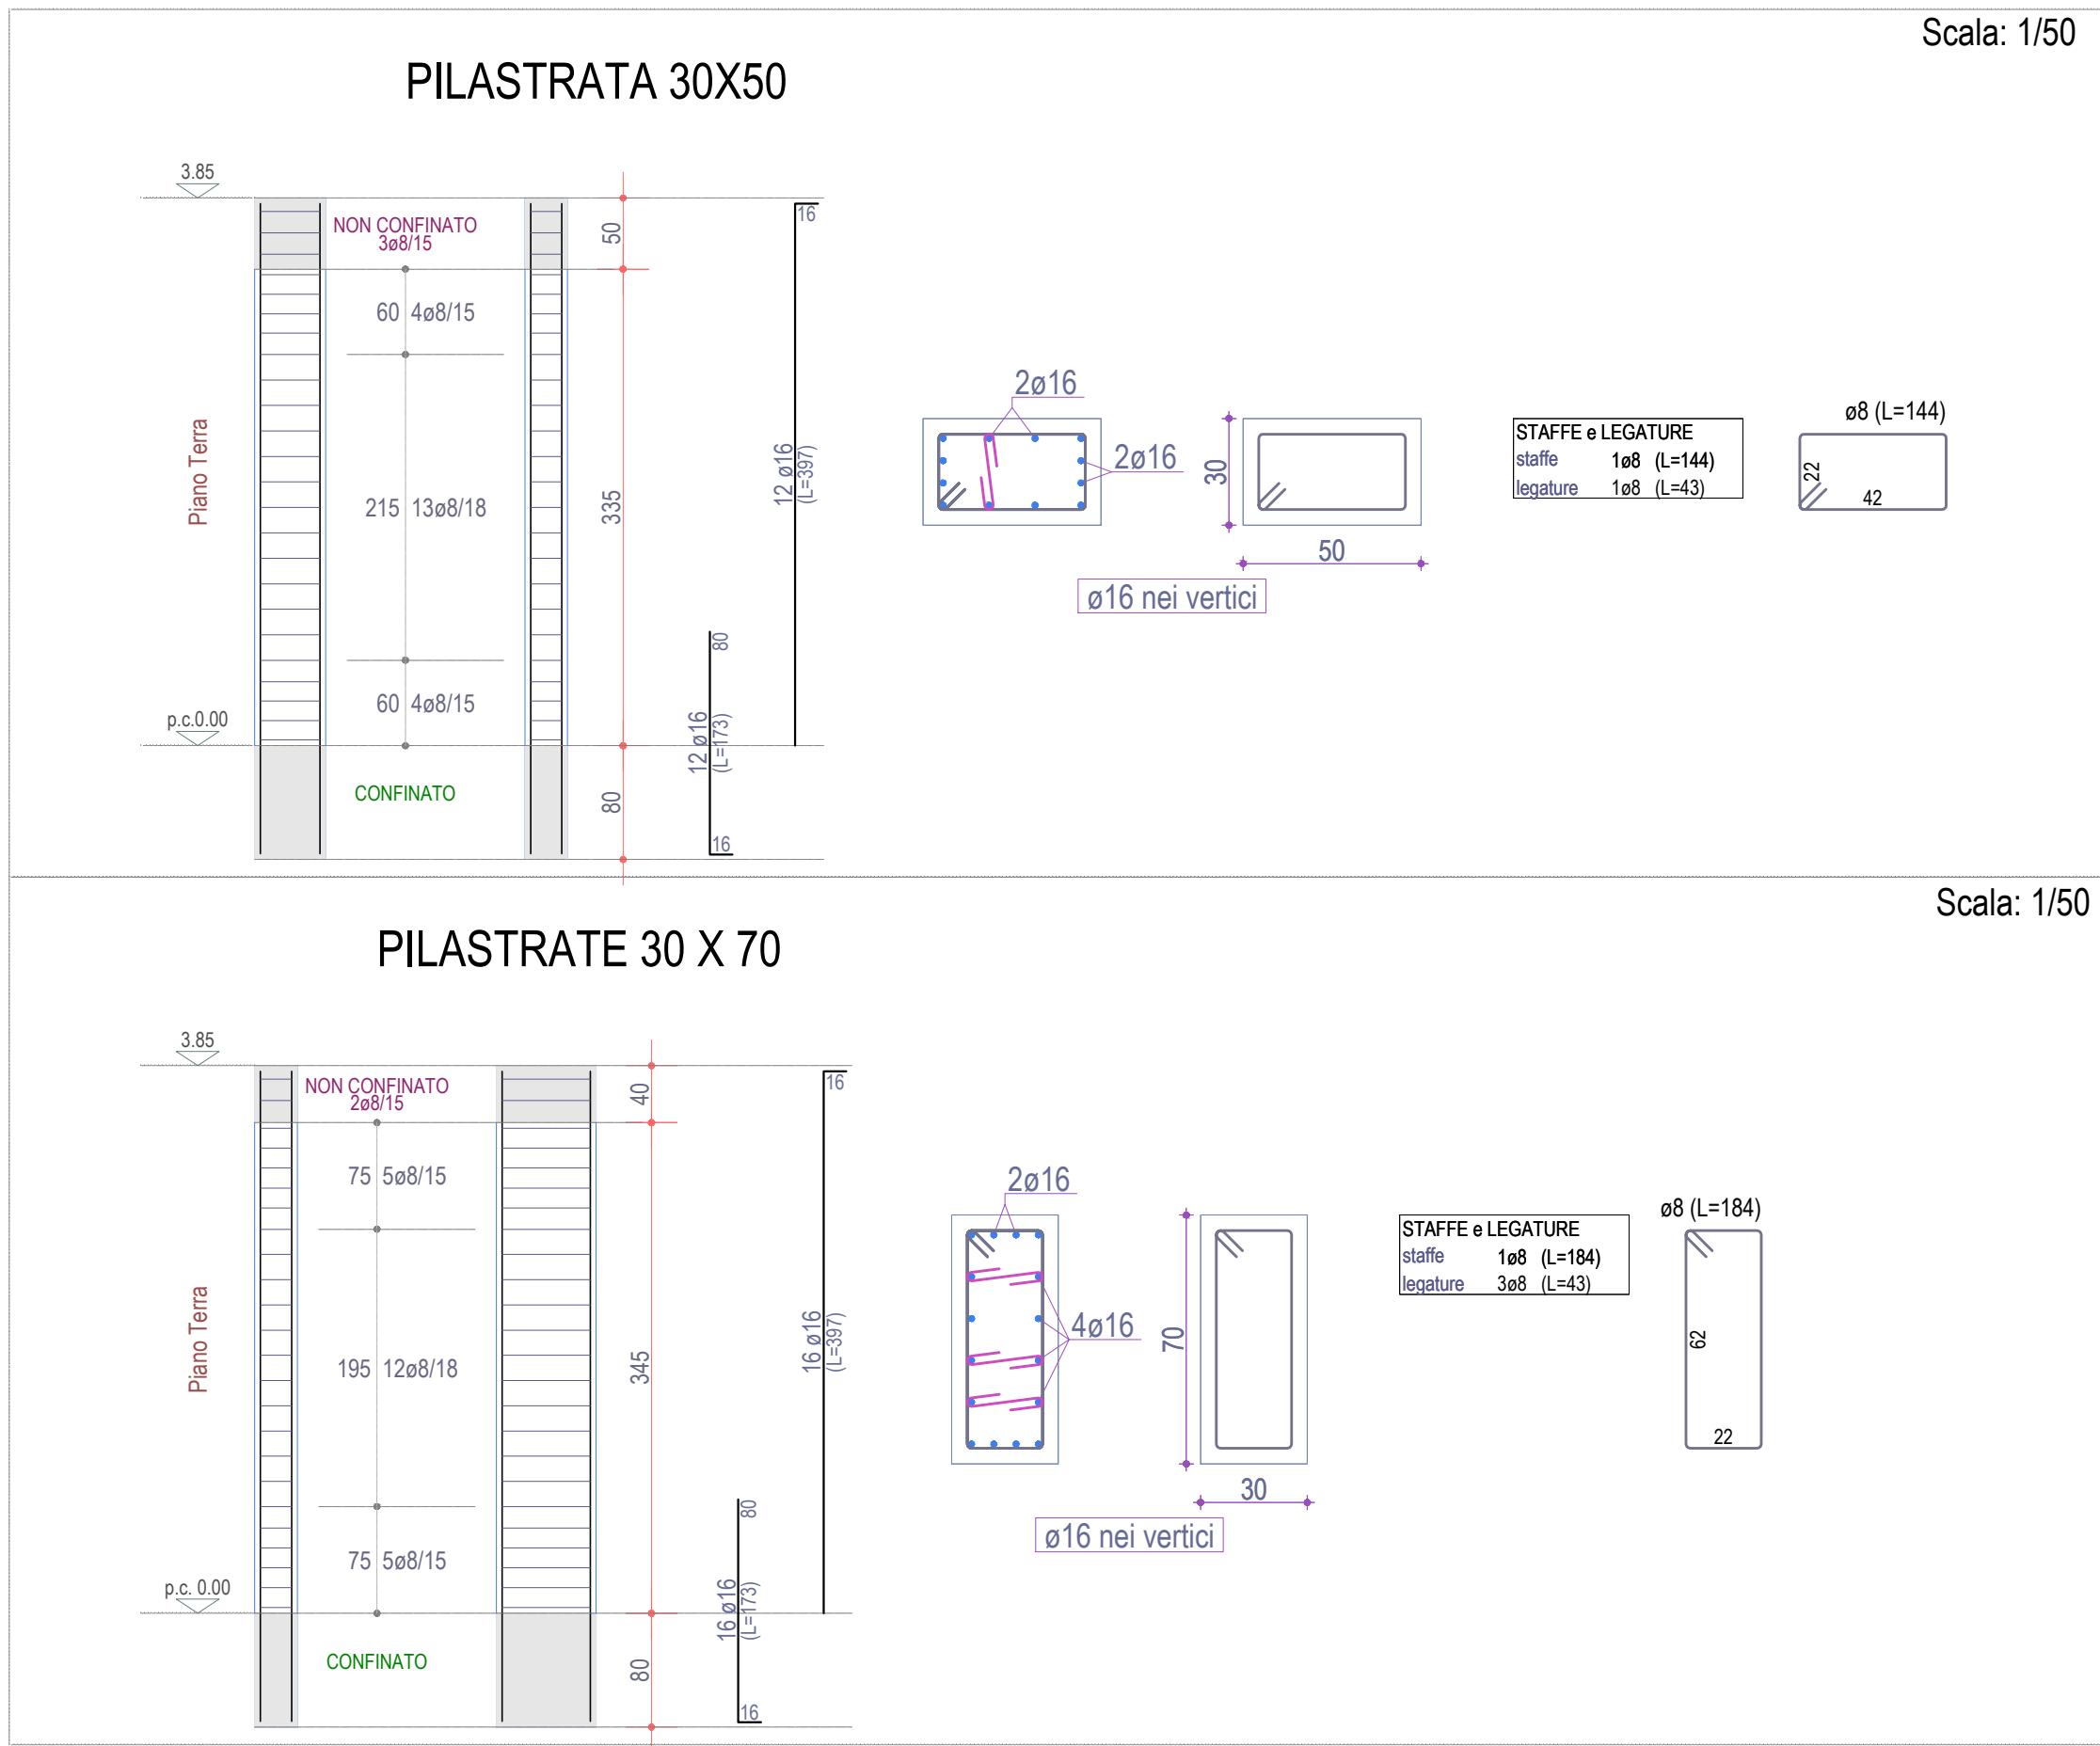 Scala: 1/50
PILASTRATA 30X50
3.85
NON CONFINATO
3ø8/15
50
16
60 4ø8/15
Piano Terra
215 13ø8/18
335
12 ø16
(L=397)
60 4ø8/15
80
12 ø16
(L=173)
p.c.0.00
CONFINATO
80
16
2ø16
2ø16
30
50
ø16 nei vertici
STAFFE e LEGATURE
staffe 1ø8 (L=144)
legature 1ø8 (L=43)
ø8 (L=144)
22
42
Scala: 1/50
PILASTRATE 30 X 70
3.85
NON CONFINATO
2ø8/15
40
16
75 5ø8/15
Piano Terra
195 12ø8/18
345
16 ø16
(L=397)
75 5ø8/15
80
16 ø16
(L=173)
p.c. 0.00
CONFINATO
80
16
2ø16
4ø16
70
30
ø16 nei vertici
STAFFE e LEGATURE
staffe 1ø8 (L=184)
legature 3ø8 (L=43)
ø8 (L=184)
62
22